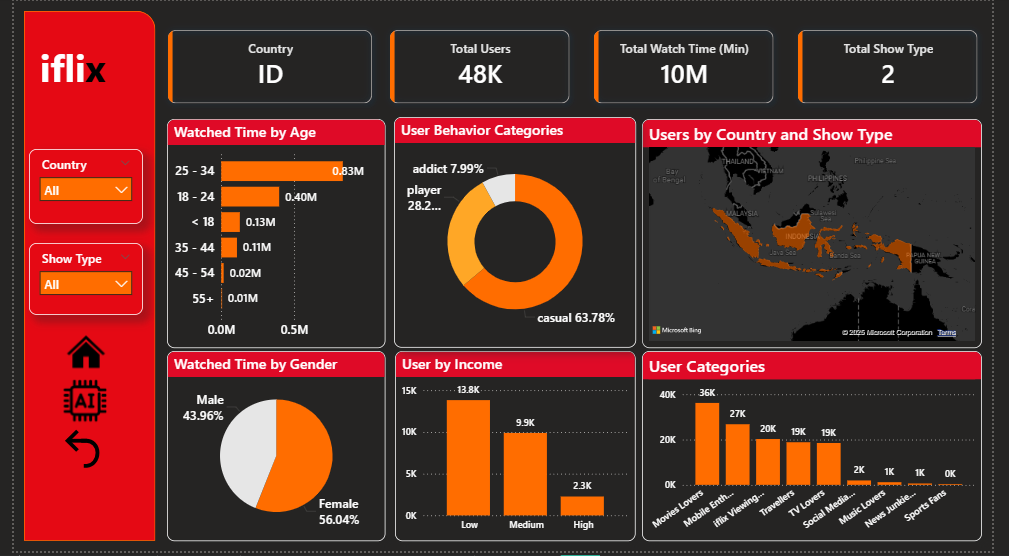 iflix
Country
All
Show Type
All
AI
Country
ID
Total Users
48K
Total Watch Time (Min)
10M
Total Show Type
2
Watched Time by Age
25 - 34
0.83M
18 - 24
0.40M
< 18
0.13M
35 - 44
0.11M
45 - 54
0.02M
55+
0.01M
0.0M 0.5M
User Behavior Categories
addict 7.99%
player
28.2...
casual 63.78%
Users by Country and Show Type
THAILAND
Philippine Sea
Bay
of Bengal
VIETNAM
PHILIPPINES
MALAYSIA
Sulawesi
Sea
INDONESIA
Java Sea
Banda Sea
PAPUA NEW
GUINEA
Cora
Microsoft Bing
© 2025 Microsoft Corporation Terms
Watched Time by Gender
Male
43.96%
Female
56.04%
User by Income
15K
10K
5K
0K
13.8K
9.9K
2.3K
Low
Medium
High
User Categories
40K
20K
0K
36K
27K
20K
19K
19K
2K
1K
1K
0K
Movies Lovers
Mobile Enth...
iflix Viewing...
Travellers
TV Lovers
Social Media...
Music Lovers
News Junkie...
Sports Fans